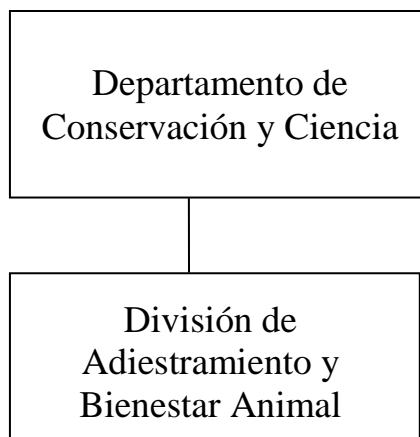 Departamento de
Conservación y Ciencia
División de
Adiestramiento y
Bienestar Animal